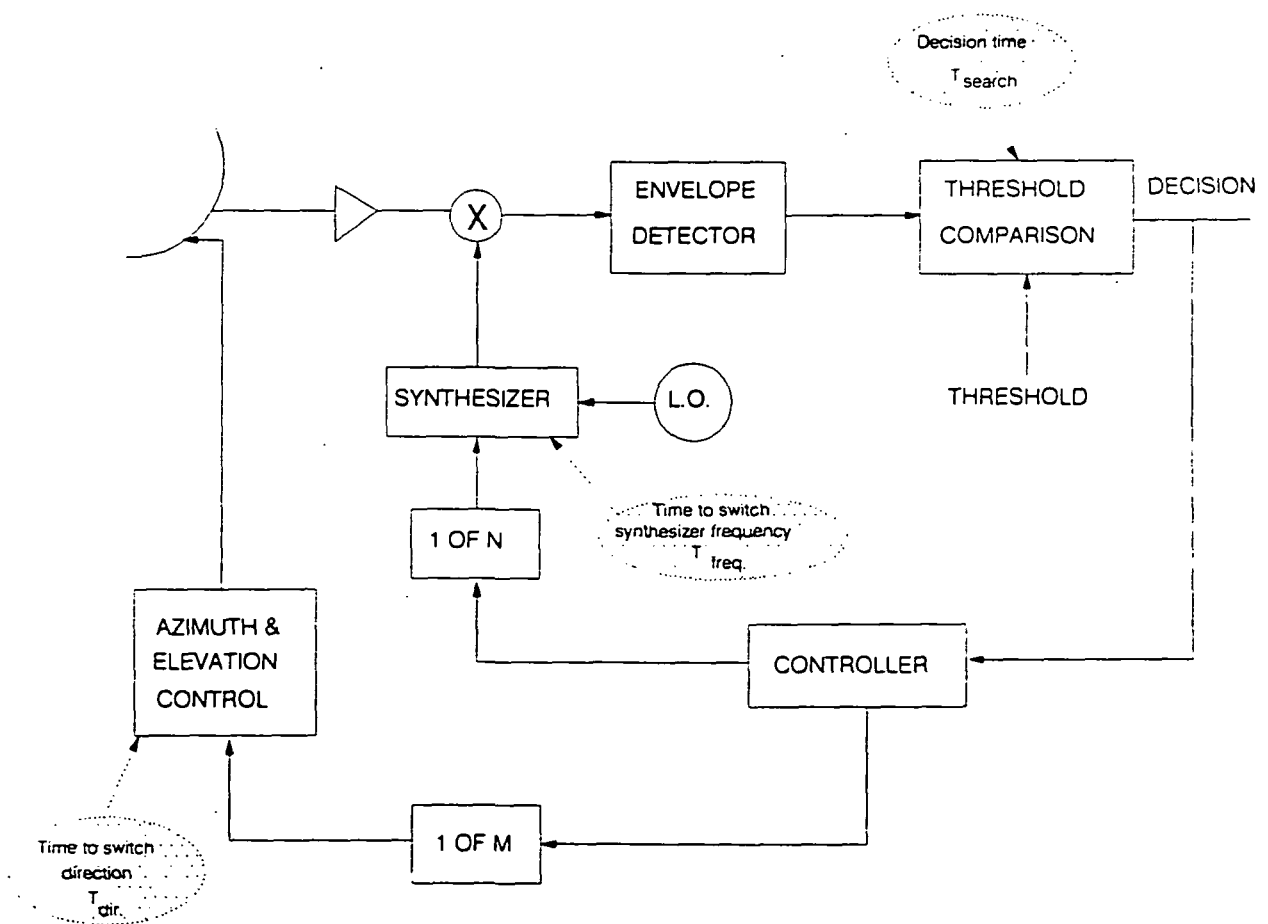 Decision time
T search
ENVELOPE
DETECTOR
THRESHOLD
COMPARISON
DECISION
X
SYNTHESIZER
L.O.
THRESHOLD
1 OF N
Time to switch
synthesizer frequency
T freq.
AZIMUTH &
ELEVATION
CONTROL
CONTROLLER
1 OF M
Time to switch
direction
T dir.